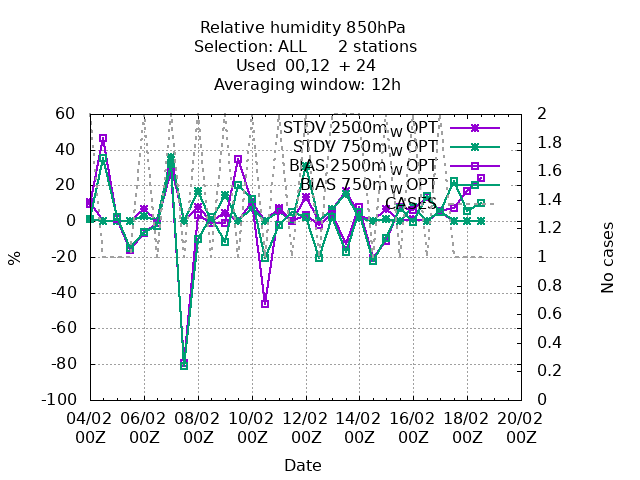 Relative humidity 850hPa
Selection: ALL 2 stations
Used 00,12 + 24
Averaging window: 12h
STDV 2500m_W OPT
STDV 750m_W OPT
BIAS 2500m_W OPT
BIAS 750m_W OPT
CASES
60
40
20
0
-20
-40
-60
-80
-100
%
2
1.8
1.6
1.4
1.2
1
0.8
0.6
0.4
0.2
0
No cases
04/02 06/02 08/02 10/02 12/02 14/02 16/02 18/02 20/02
00Z 00Z 00Z 00Z 00Z 00Z 00Z 00Z 00Z
Date